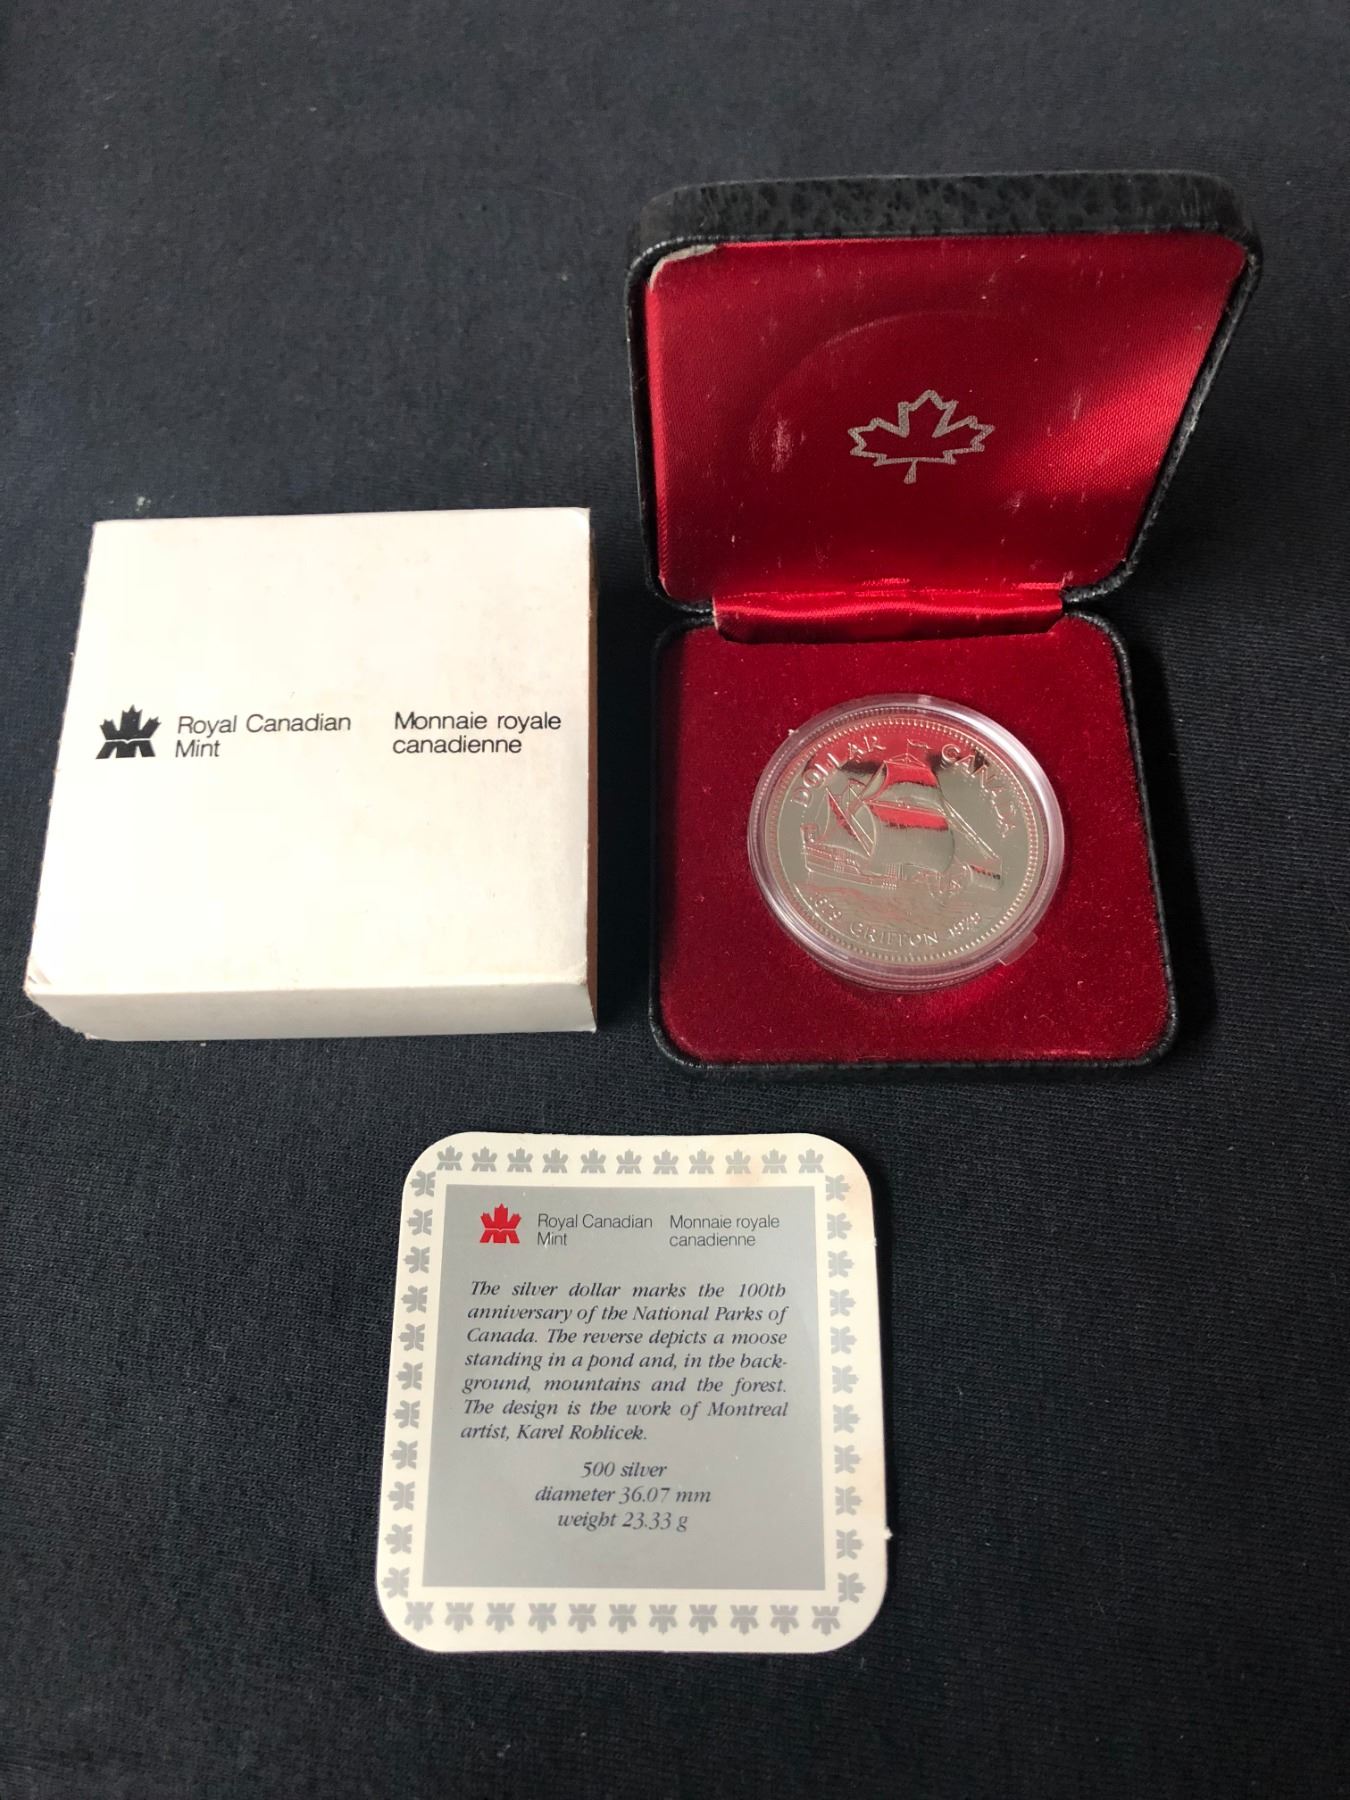 Royal Canadian Monnaie royale
Mint canadienne
DOLLAR CANADA
1679 GRIFFON 1979
Royal Canadian Monnaie royale
Mint canadienne
The silver dollar marks the 100th
anniversary of the National Parks of
Canada. The reverse depicts a moose
standing in a pond and, in the back-
ground, mountains and the forest.
The design is the work of Montreal
artist, Karel Rohlicek.
500 silver
diameter 36.07 mm
weight 23.33 g